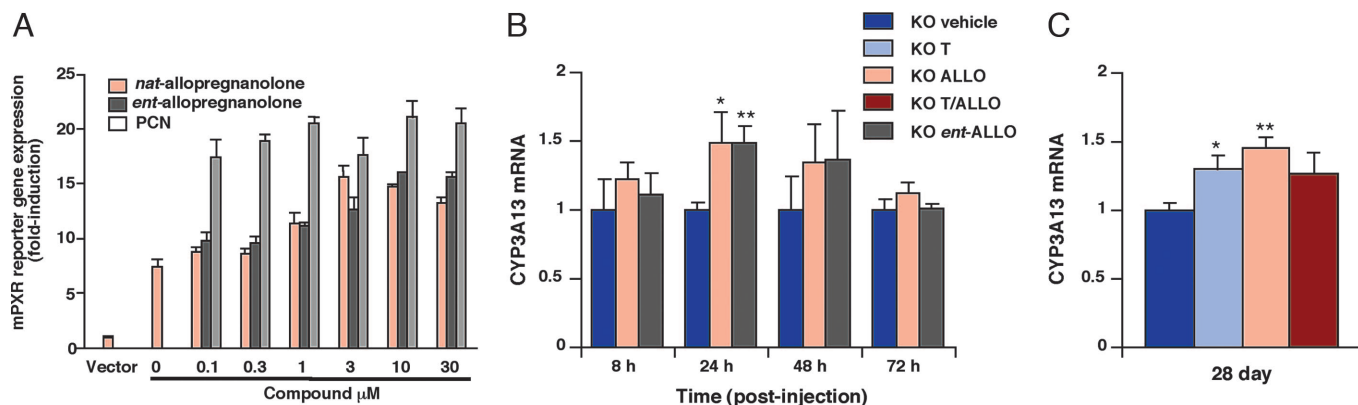 A
mPXR reporter gene expression
(fold-induction)
25
20
15
10
5
0
nat-allopregnanolone
ent-allopregnanolone
PCN
Vector 0 0.1 0.3 1 3 10 30
Compound μM
B
CYP3A13 mRNA
2
1.5
1
0.5
0
* **
8 h 24 h 48 h 72 h
Time (post-injection)
KO vehicle
KO T
KO ALLO
KO T/ALLO
KO ent-ALLO
C
CYP3A13 mRNA
2
1.5
1
0.5
0
* **
28 day